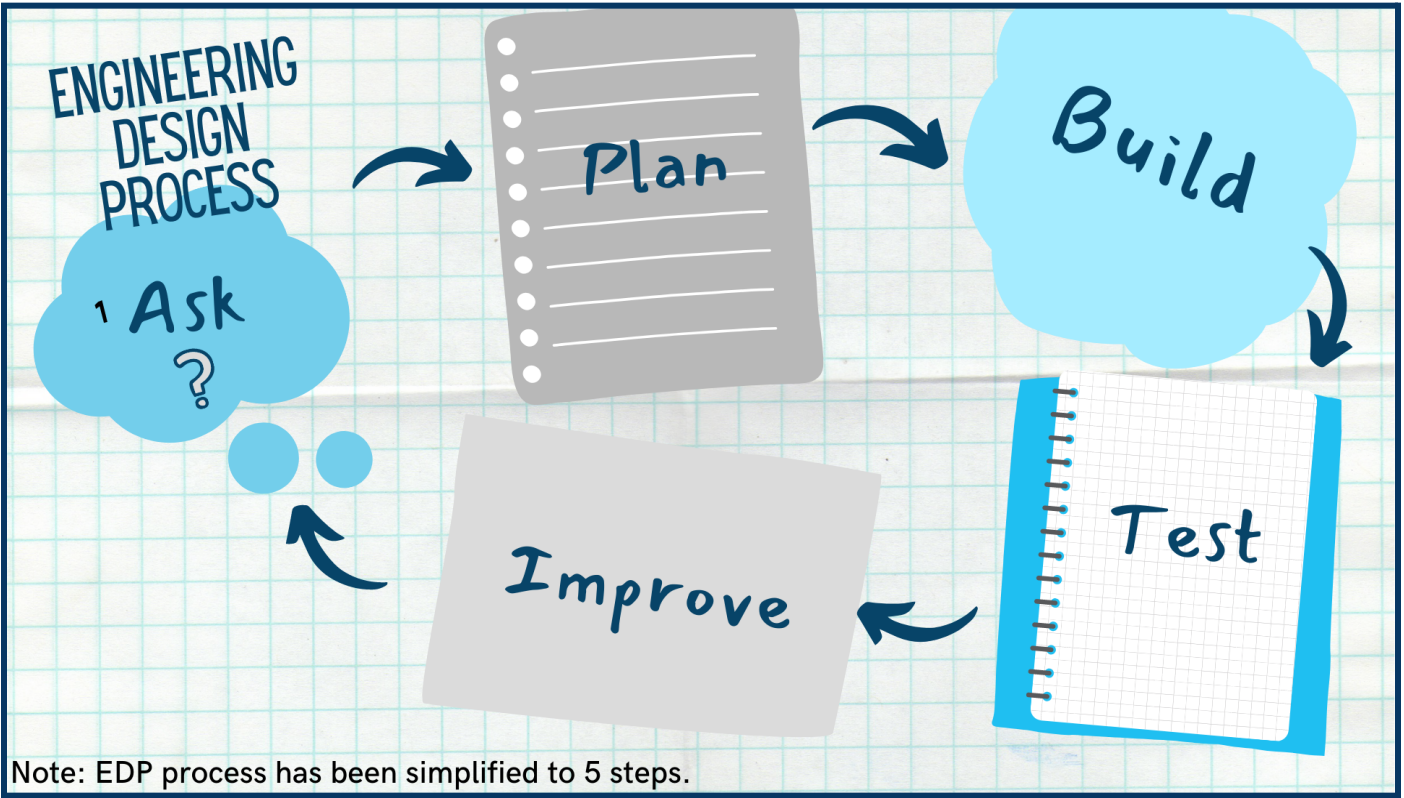 ENGINEERING
DESIGN
PROCESS
1 Ask
?
Plan
Build
Test
Improve
Note: EDP process has been simplified to 5 steps.